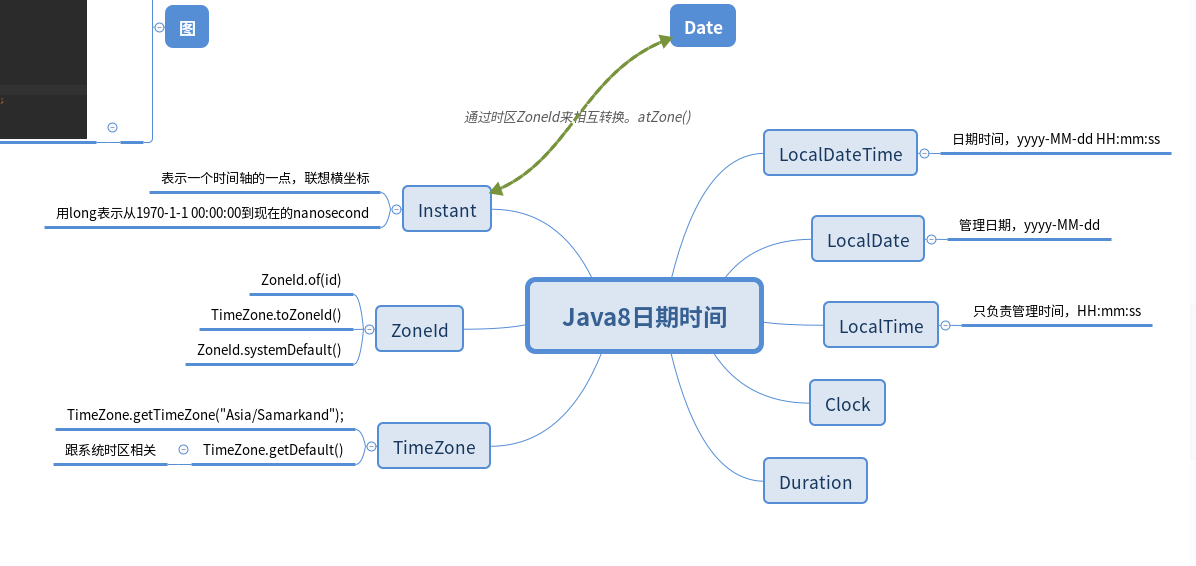 图
Date
通过时区ZoneId来相互转换。atZone()
LocalDateTime
日期时间，yyyy-MM-dd HH:mm:ss
表示一个时间轴的一点，联想横坐标
用long表示从1970-1-1 00:00:00到现在的nanosecond
Instant
LocalDate
管理日期，yyyy-MM-dd
ZoneId.of(id)
TimeZone.toZoneId()
ZoneId.systemDefault()
ZoneId
Java8日期时间
LocalTime
只负责管理时间，HH:mm:ss
Clock
TimeZone.getTimeZone("Asia/Samarkand");
跟系统时区相关
TimeZone.getDefault()
TimeZone
Duration